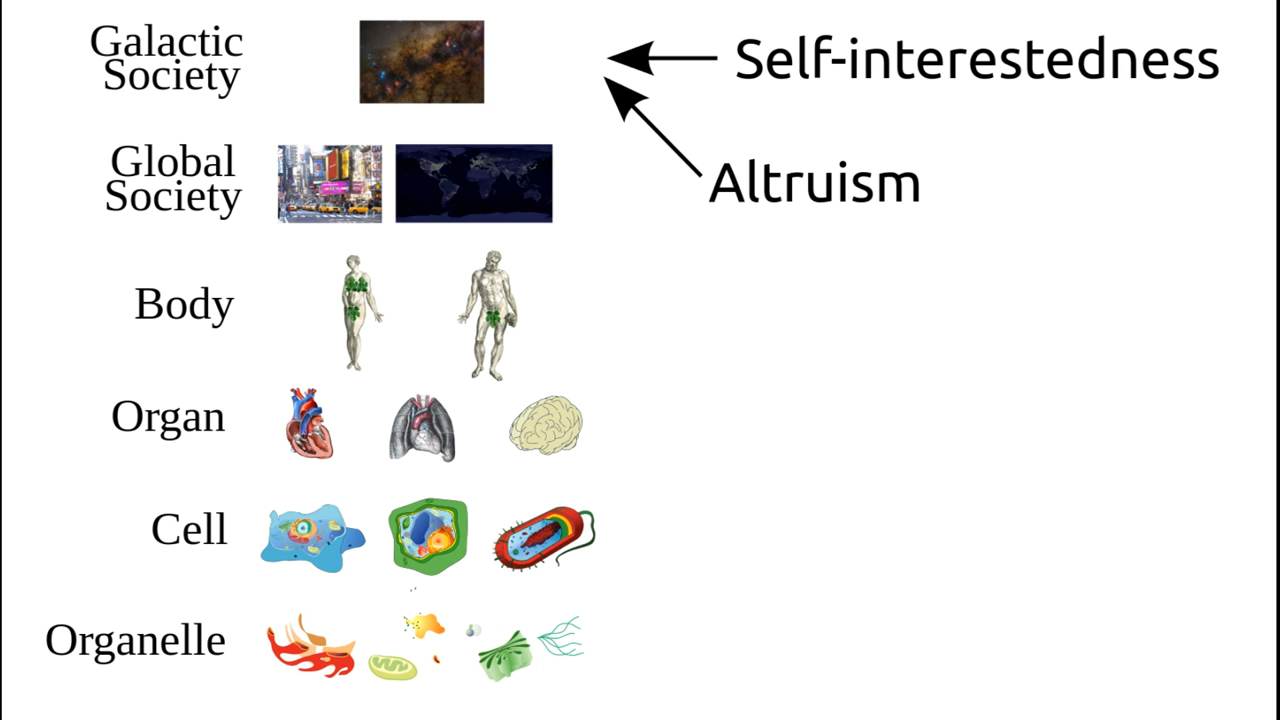 Galactic
Society
Self-interestedness
Global
Society
Altruism
Body
Organ
Cell
Organelle